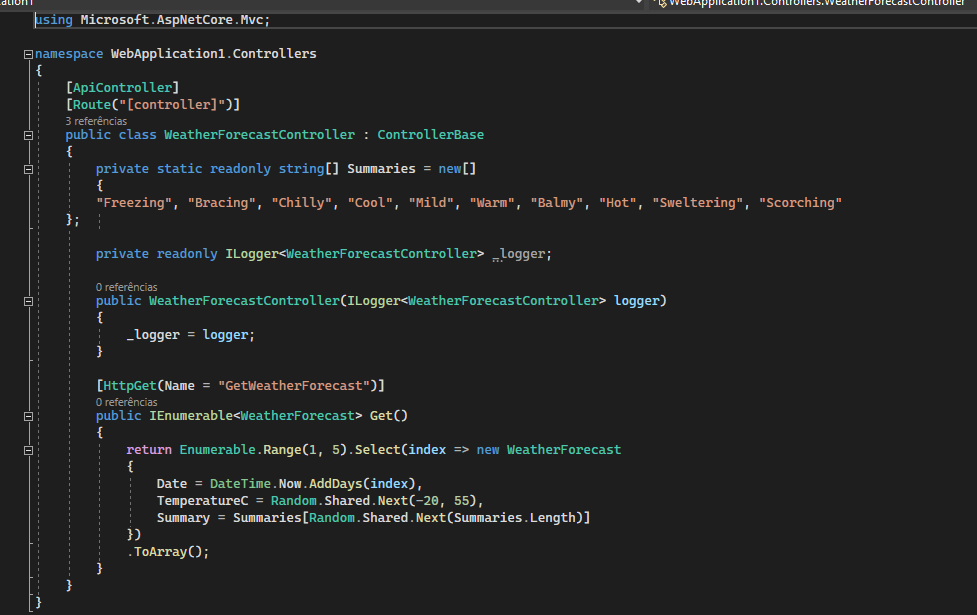 WebApplication1.Controllers.WeatherForecastController
using Microsoft.AspNetCore.Mvc;
namespace WebApplication1.Controllers
{
[ApiController]
[Route("[controller]")]
3 referências
public class WeatherForecastController : ControllerBase
{
private static readonly string[] Summaries = new[]
{
"Freezing", "Bracing", "Chilly", "Cool", "Mild", "Warm", "Balmy", "Hot", "Sweltering", "Scorching"
};
private readonly ILogger<WeatherForecastController> _logger;
0 referências
public WeatherForecastController(ILogger<WeatherForecastController> logger)
{
_logger = logger;
}
[HttpGet(Name = "GetWeatherForecast")]
0 referências
public IEnumerable<WeatherForecast> Get()
{
return Enumerable.Range(1, 5).Select(index => new WeatherForecast
{
Date = DateTime.Now.AddDays(index),
TemperatureC = Random.Shared.Next(-20, 55),
Summary = Summaries[Random.Shared.Next(Summaries.Length)]
})
.ToArray();
}
}
}